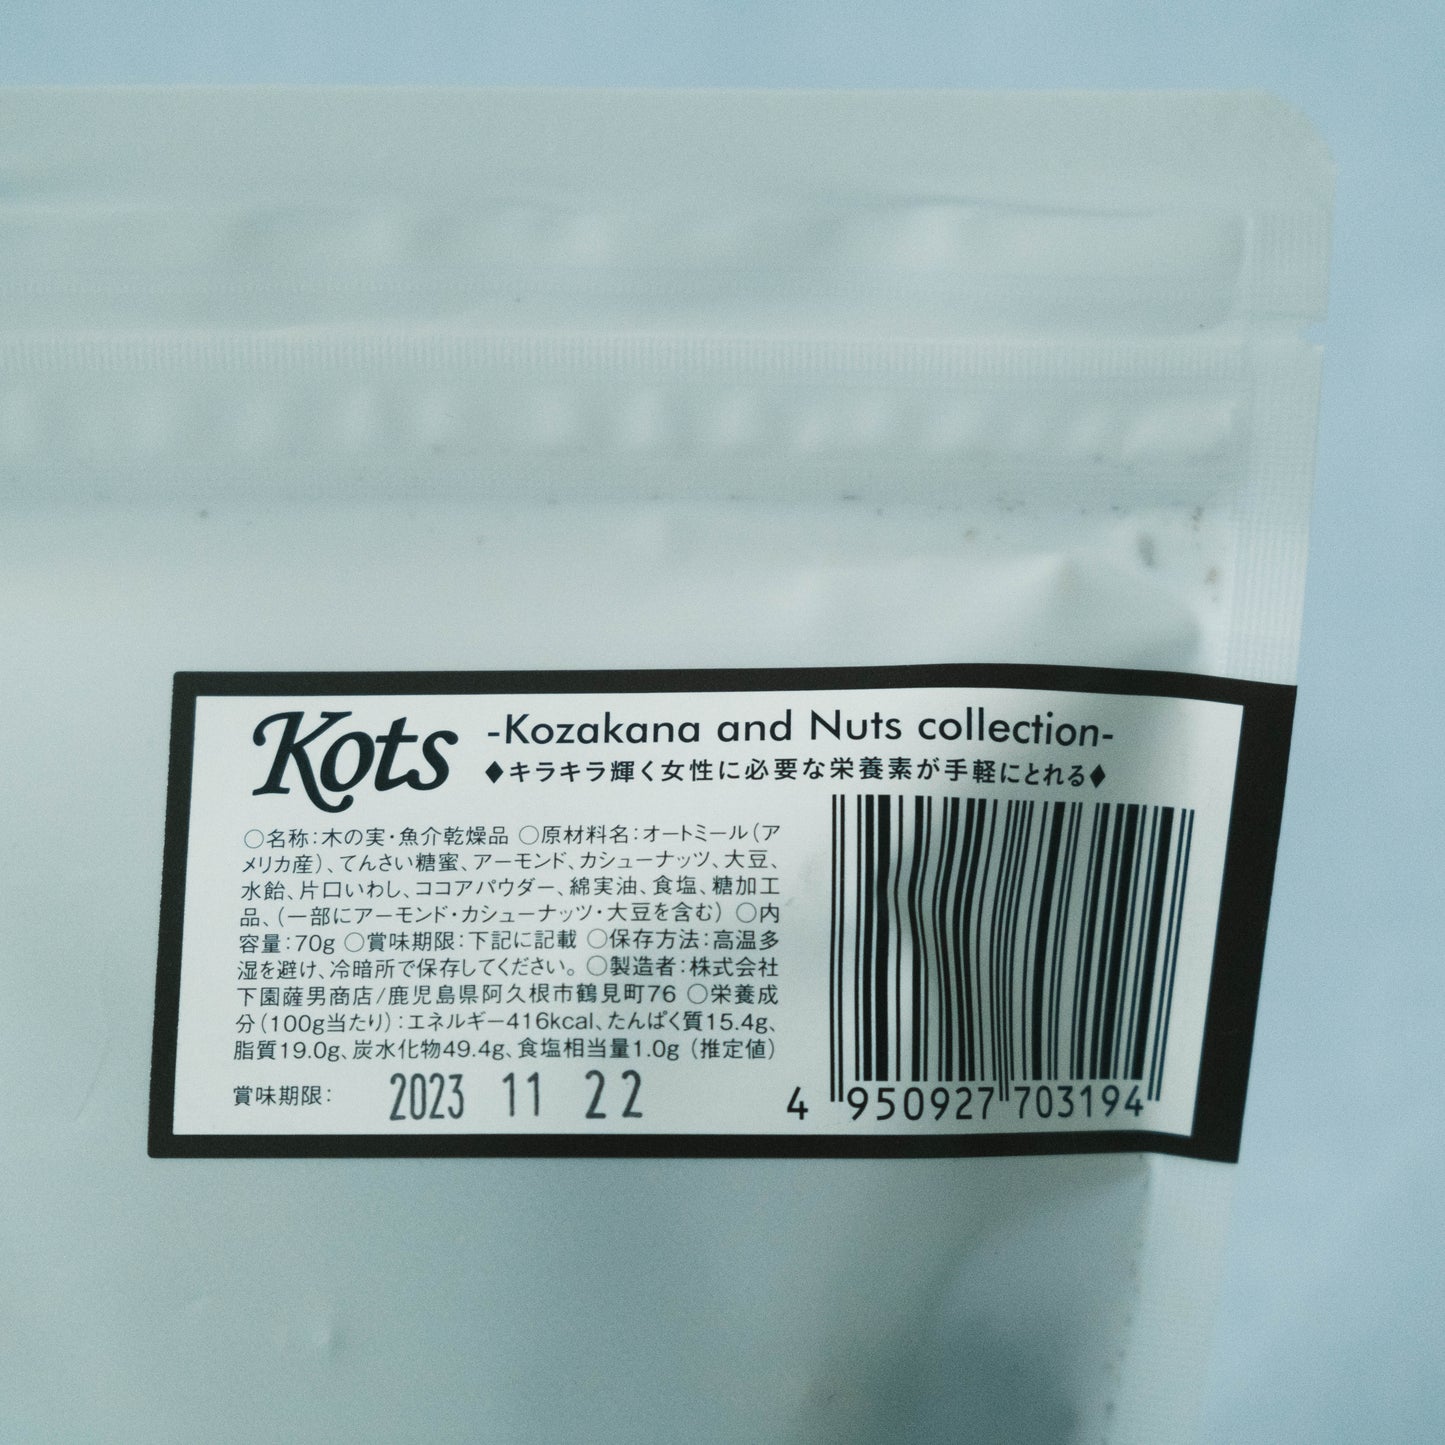 Kots -Kozakana and Nuts collection-
♦キラキラ輝く女性に必要な栄養素が手軽にとれる♦
○名称:木の実・魚介乾燥品 ○原材料名:オートミール(ア
メリカ産)、てんさい糖蜜、アーモンド、カシューナッツ、大豆、
水飴、片口いわし、ココアパウダー、綿実油、食塩、糖加工
品、(一部にアーモンド・カシューナッツ・大豆を含む) ○内
容量:70g ○賞味期限:下記に記載 ○保存方法:高温多
湿を避け、冷暗所で保存してください。 ○製造者:株式会社
下園薩男商店/鹿児島県阿久根市鶴見町76 ○栄養成
分(100g当たり):エネルギー416kcal、たんぱく質15.4g、
脂質19.0g、炭水化物49.4g、食塩相当量1.0g (推定値)
賞味期限: 2023 11 22
4 950927 703194